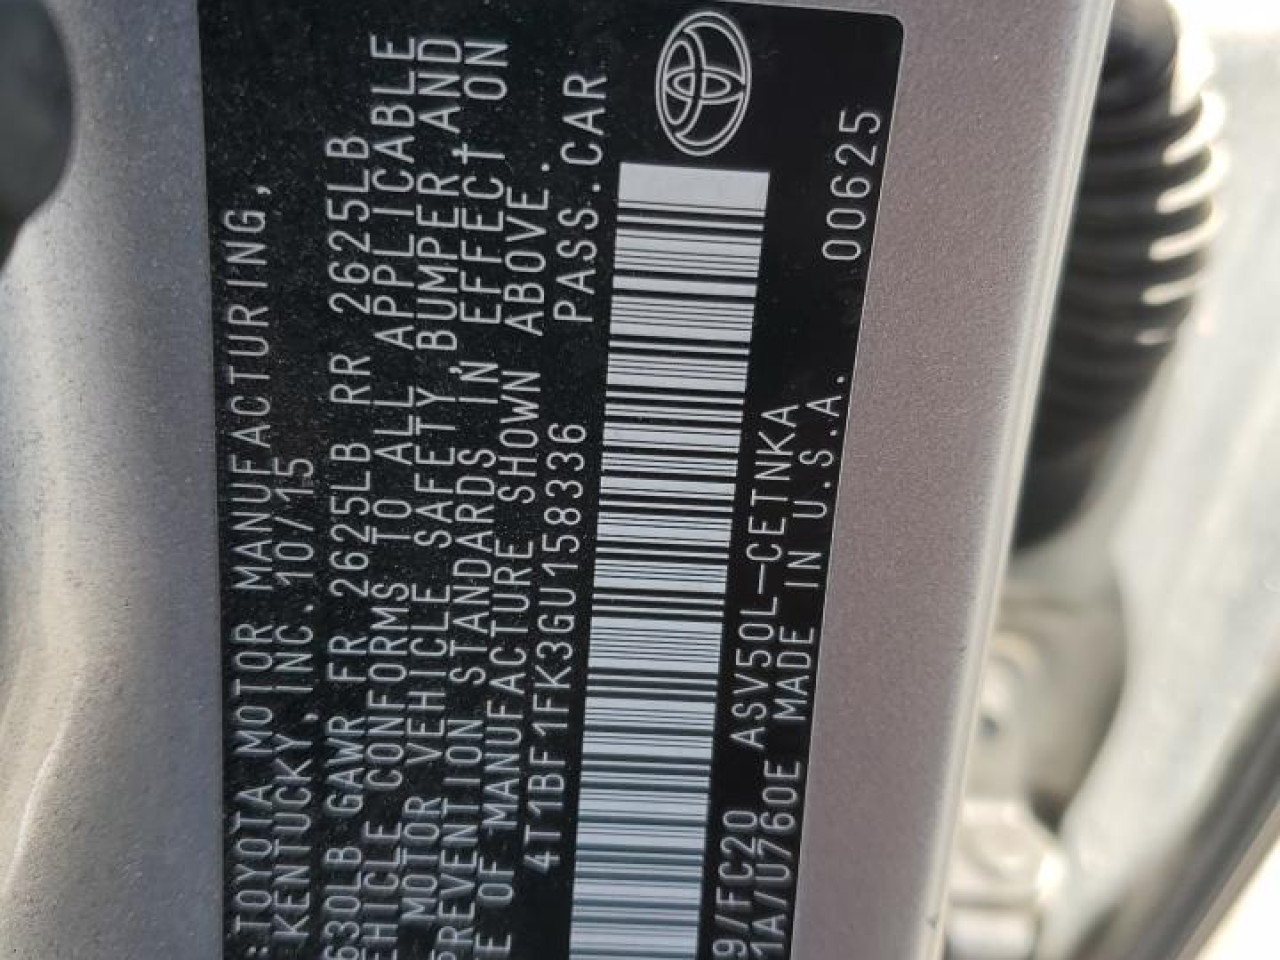 :TOYOTA MOTOR MANUFACTURING,
KENTUCKY, INC. 10/15
630LB GAWR FR 2625LB RR 2625LB
EHICLE CONFORMS TO ALL APPLICABLE
MOTOR VEHICLE SAFETY, BUMPER, AND
PREVENTION STANDARDS IN EFFECT ON
TE OF MANUFACTURE SHOWN ABOVE.
4T1BF1FK3GU158336 PASS.CAR
9/FC20 ASV50L-CETNKA
1A/U760E MADE IN U.S.A. 00625